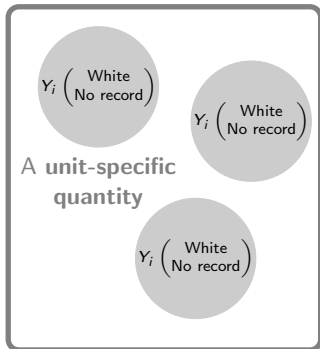 Y_i (White
No record)
Y_i (White
No record)
A unit-specific
quantity
Y_i (White
No record)